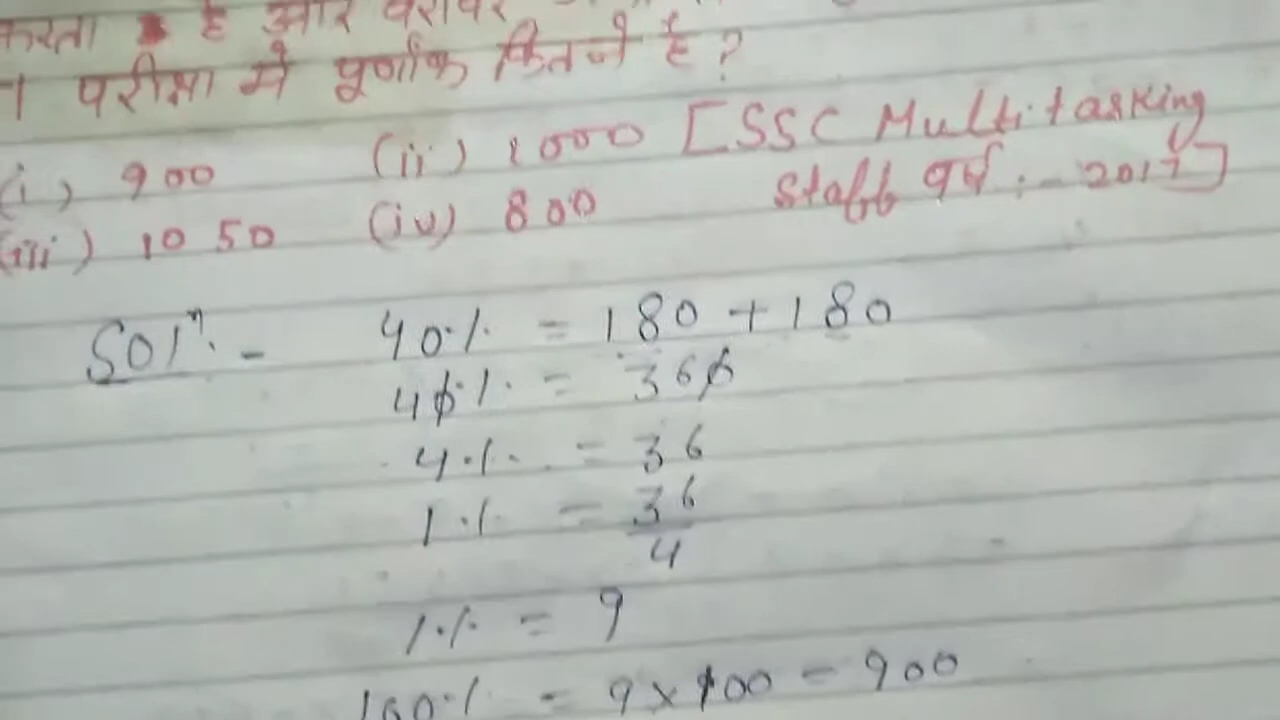 करता है और बराबर
परीक्षा में पूर्णांक कितने है ?
(i) 900 (ii) 1000 [SSC Multitasking
(iii) 1050 (iv) 800 Staff वर्ष :- 2017]
Solⁿ. - 40% = 180 + 180
40% = 360
4% = 36
1% = 36
4
1% = 9
100% = 9 x 100 = 900